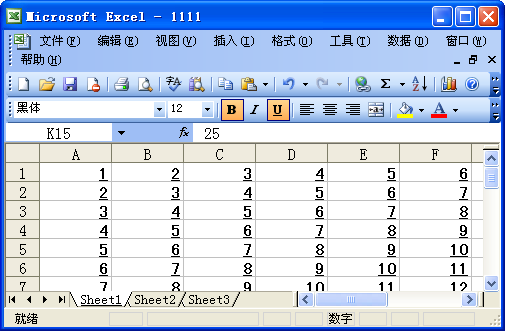 Microsoft Excel - 1111
文件(F) 编辑(E) 视图(V) 插入(I) 格式(O) 工具(T) 数据(D) 窗口(W)
帮助(H)
黑体 12 B I U A
K15 fx 25
A B C D E F
1 1 2 3 4 5 6
2 2 3 4 5 6 7
3 3 4 5 6 7 8
4 4 5 6 7 8 9
5 5 6 7 8 9 10
6 6 7 8 9 10 11
7 7 8 9 10 11 12
Sheet1 Sheet2 Sheet3
就绪 数字